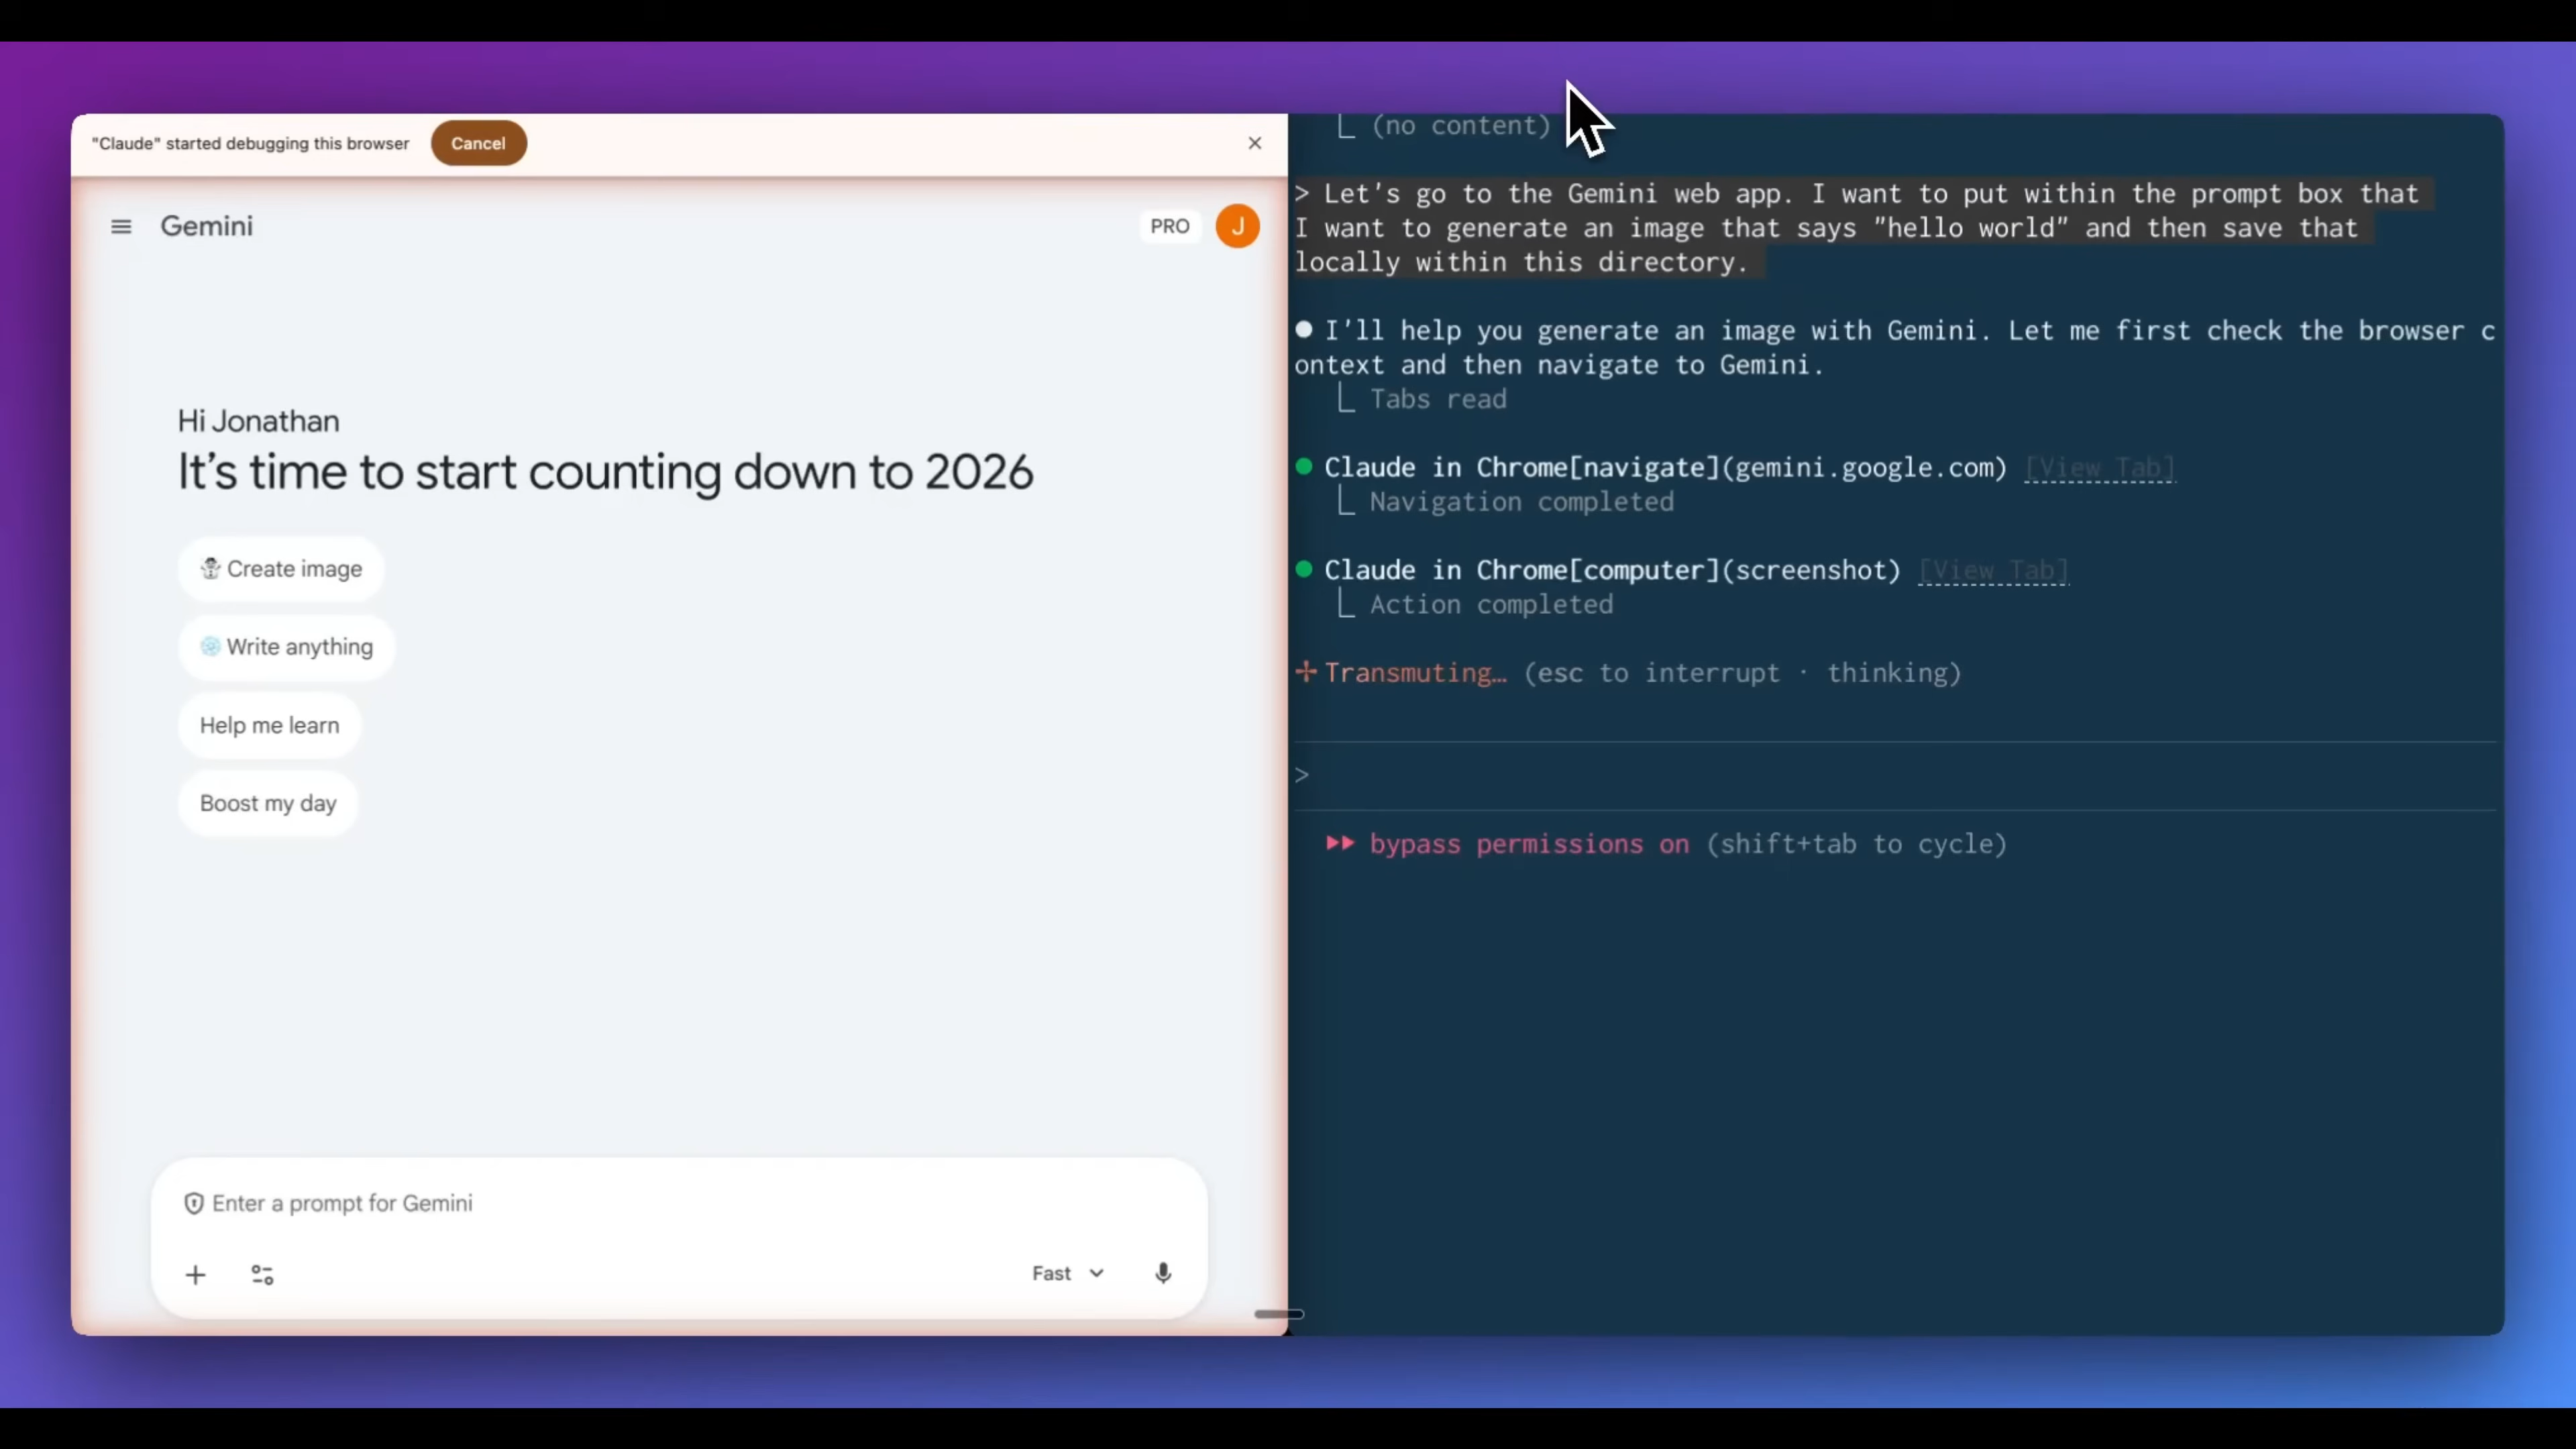 "Claude" started debugging this browser Cancel
Gemini PRO J
Hi Jonathan
It's time to start counting down to 2026
Create image
Write anything
Help me learn
Boost my day
Enter a prompt for Gemini
Fast
(no content)
> Let's go to the Gemini web app. I want to put within the prompt box that
I want to generate an image that says "hello world" and then save that
locally within this directory.
I'll help you generate an image with Gemini. Let me first check the browser c
ontext and then navigate to Gemini.
Tabs read
Claude in Chrome[navigate](gemini.google.com) [View Tab]
Navigation completed
Claude in Chrome[computer](screenshot) [View Tab]
Action completed
Transmuting… (esc to interrupt · thinking)
>
bypass permissions on (shift+tab to cycle)